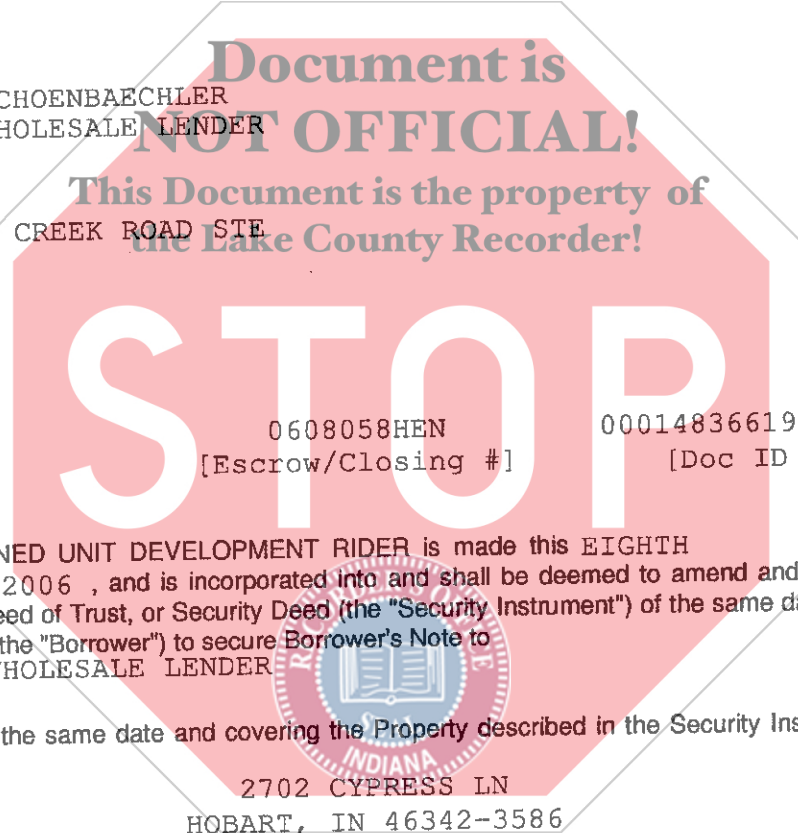 Document is
CHOENBAECHLER
HOLESALE LENDER
NOT OFFICIAL!
This Document is the property of
CREEK ROAD STE
the Lake County Recorder!
STOP
0608058HEN 00014836619
[Escrow/Closing #] [Doc ID
NED UNIT DEVELOPMENT RIDER is made this EIGHTH
2006 , and is incorporated into and shall be deemed to amend and
eed of Trust, or Security Deed (the "Security Instrument") of the same da
the "Borrower") to secure Borrower's Note to
HOLESALE LENDER
RECORDER'S OFFICE
the same date and covering the Property described in the Security Ins
INDIANA
2702 CYPRESS LN
HOBART, IN 46342-3586